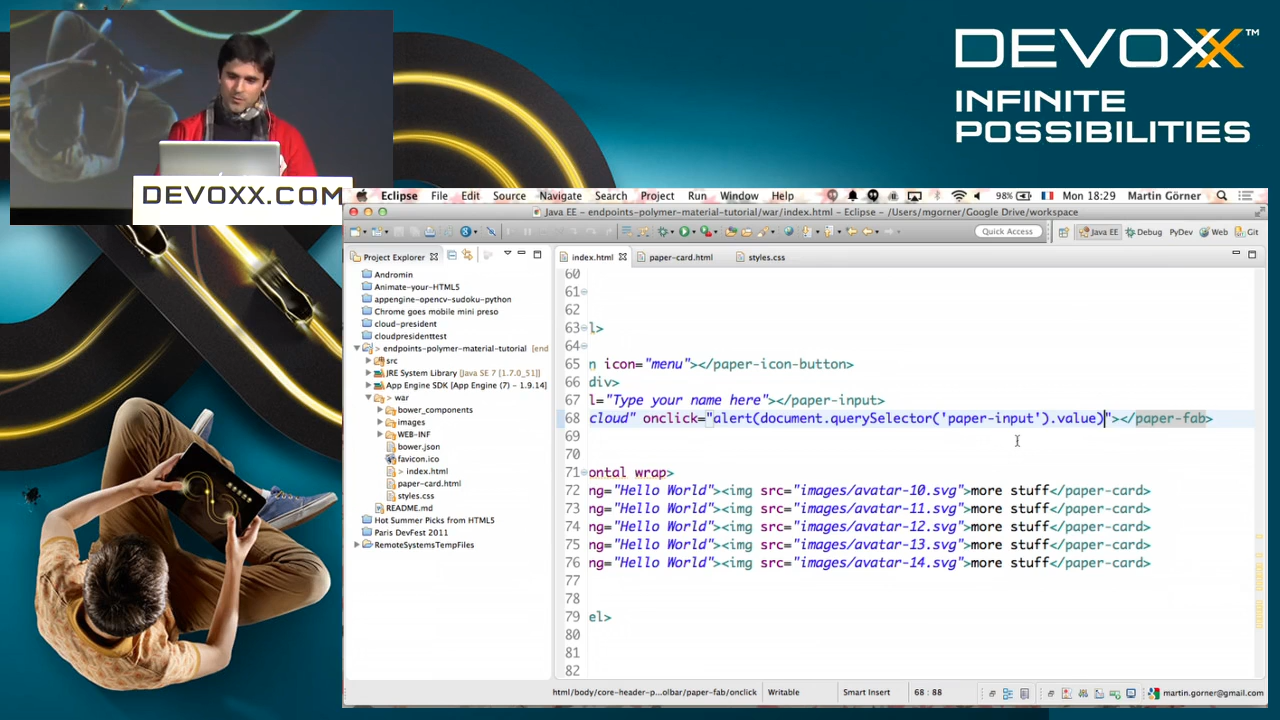 DEVOXX™
INFINITE
POSSIBILITIES
DEVOXX.COM
Eclipse File Edit Source Navigate Search Project Run Window Help 98% Mon 18:29 Martin Görner
Java EE - endpoints-polymer-material-tutorial/war/index.html - Eclipse - /Users/mgorner/Google Drive/workspace
Quick Access Java EE Debug PyDev Web Git
Project Explorer
index.html paper-card.html styles.css
Andromin
Animate-your-HTML5
appengine-opencv-sudoku-python
Chrome goes mobile mini preso
cloud-president
cloudpresidenttest
> endpoints-polymer-material-tutorial [end
> src
JRE System Library [Java SE 7 [1.7.0_51]]
App Engine SDK [App Engine (7) - 1.9.14]
> war
bower_components
images
WEB-INF
bower.json
favicon.ico
> index.html
paper-card.html
styles.css
README.md
Hot Summer Picks from HTML5
Paris DevFest 2011
RemoteSystemsTempFiles
60
61
62
63 l>
64
65 n icon="menu"></paper-icon-button>
66 div>
67 l="Type your name here"></paper-input>
68 cloud" onclick="alert(document.querySelector('paper-input').value)"></paper-fab>
69
70
71 ontal wrap>
72 ng="Hello World"><img src="images/avatar-10.svg">more stuff</paper-card>
73 ng="Hello World"><img src="images/avatar-11.svg">more stuff</paper-card>
74 ng="Hello World"><img src="images/avatar-12.svg">more stuff</paper-card>
75 ng="Hello World"><img src="images/avatar-13.svg">more stuff</paper-card>
76 ng="Hello World"><img src="images/avatar-14.svg">more stuff</paper-card>
77
78
79 el>
80
81
82
html/body/core-header-p...olbar/paper-fab/onclick Writable Smart Insert 68 : 88 martin.gorner@gmail.com